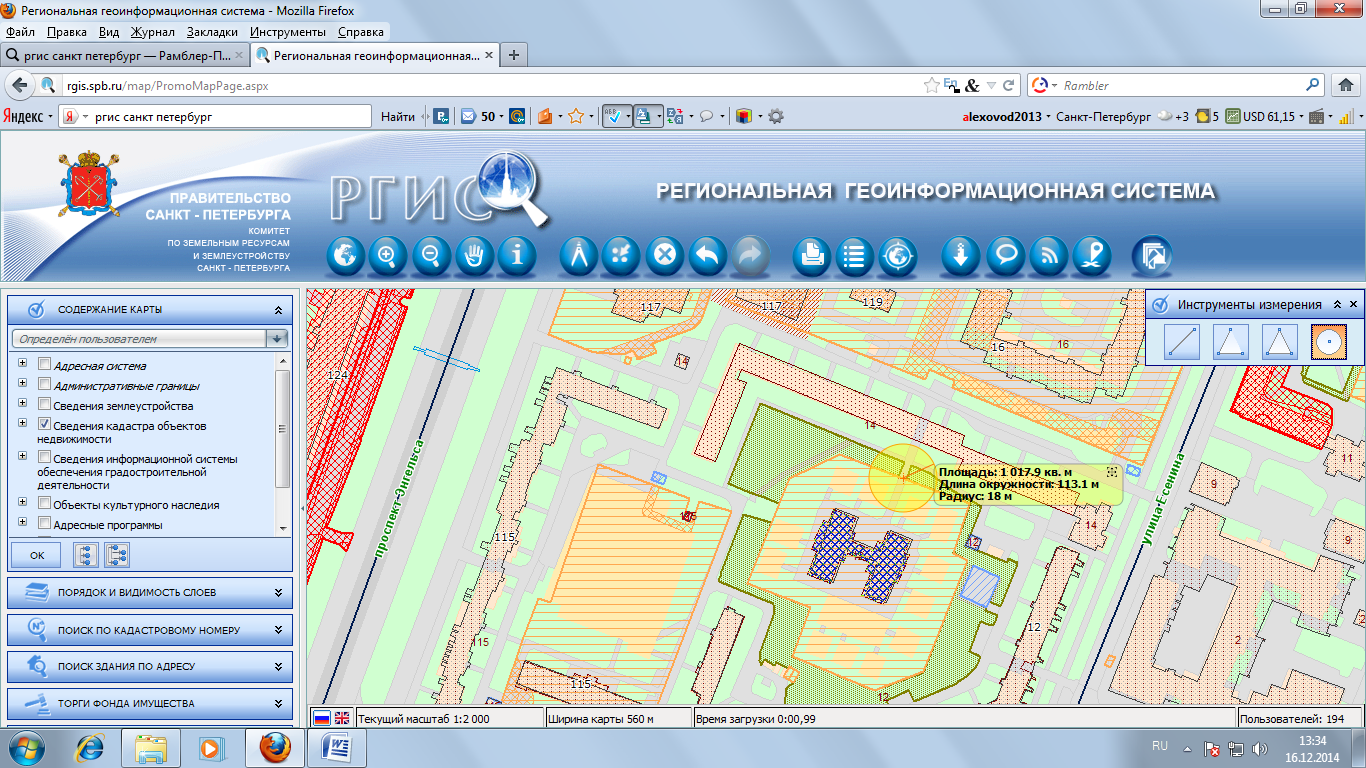 Региональная геоинформационная система - Mozilla Firefox
Файл Правка Вид Журнал Закладки Инструменты Справка
ргис санкт петербург — Рамблер-П...
Региональная геоинформационная...
rgis.spb.ru/map/PromoMapPage.aspx
Rambler
Яндекс
ргис санкт петербург
Найти
50
alexovod2013
Санкт-Петербург
+3
5
USD 61,15
ПРАВИТЕЛЬСТВО
САНКТ - ПЕТЕРБУРГА
КОМИТЕТ
ПО ЗЕМЕЛЬНЫМ РЕСУРСАМ
И ЗЕМЛЕУСТРОЙСТВУ
САНКТ - ПЕТЕРБУРГА
РГИС
РЕГИОНАЛЬНАЯ ГЕОИНФОРМАЦИОННАЯ СИСТЕМА
СОДЕРЖАНИЕ КАРТЫ
Определён пользователем
Адресная система
Административные границы
Сведения землеустройства
Сведения кадастра объектов
недвижимости
Сведения информационной системы
обеспечения градостроительной
деятельности
Объекты культурного наследия
Адресные программы
ОК
ПОРЯДОК И ВИДИМОСТЬ СЛОЕВ
ПОИСК ПО КАДАСТРОВОМУ НОМЕРУ
ПОИСК ЗДАНИЯ ПО АДРЕСУ
ТОРГИ ФОНДА ИМУЩЕСТВА
Инструменты измерения
117
117
119
16
16
124
14
14
проспект Энгельса
Площадь: 1 017.9 кв. м
Длина окружности: 113.1 м
Радиус: 18 м
улица Есенина
11
9
9
14
115
12
12
2
115
115
12
Текущий масштаб 1:2 000
Ширина карты 560 м
Время загрузки 0:00,99
Пользователей: 194
RU
13:34
16.12.2014